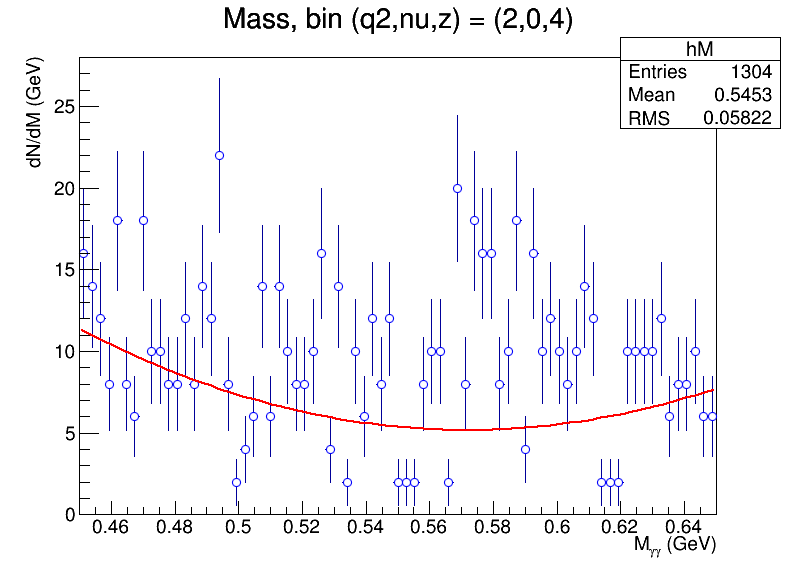 Mass, bin (q2,nu,z) = (2,0,4)
hM
Entries 1304
Mean 0.5453
RMS 0.05822
dN/dM (GeV)
25
20
15
10
5
0
0.46 0.48 0.5 0.52 0.54 0.56 0.58 0.6 0.62 0.64
Mγγ (GeV)